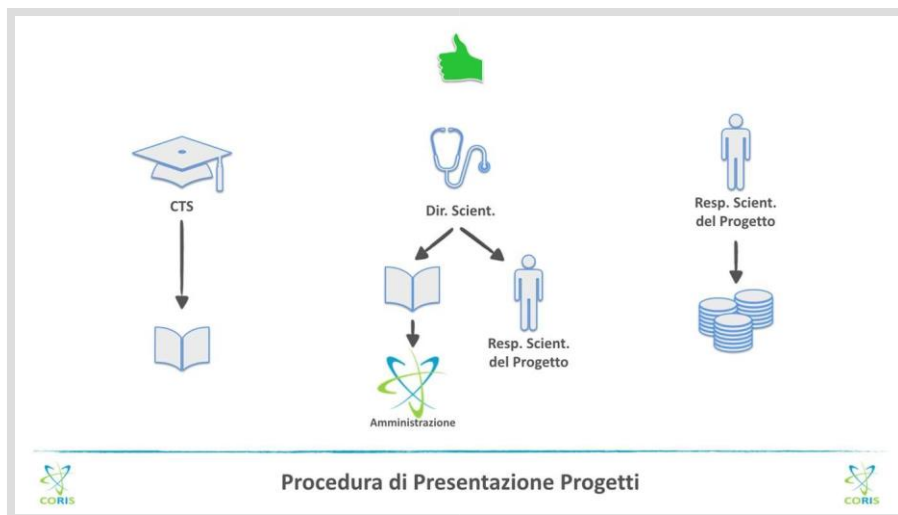 CTS
Dir. Scient.
Resp. Scient.
del Progetto
Resp. Scient.
del Progetto
Amministrazione
CORIS
Procedura di Presentazione Progetti
CORIS